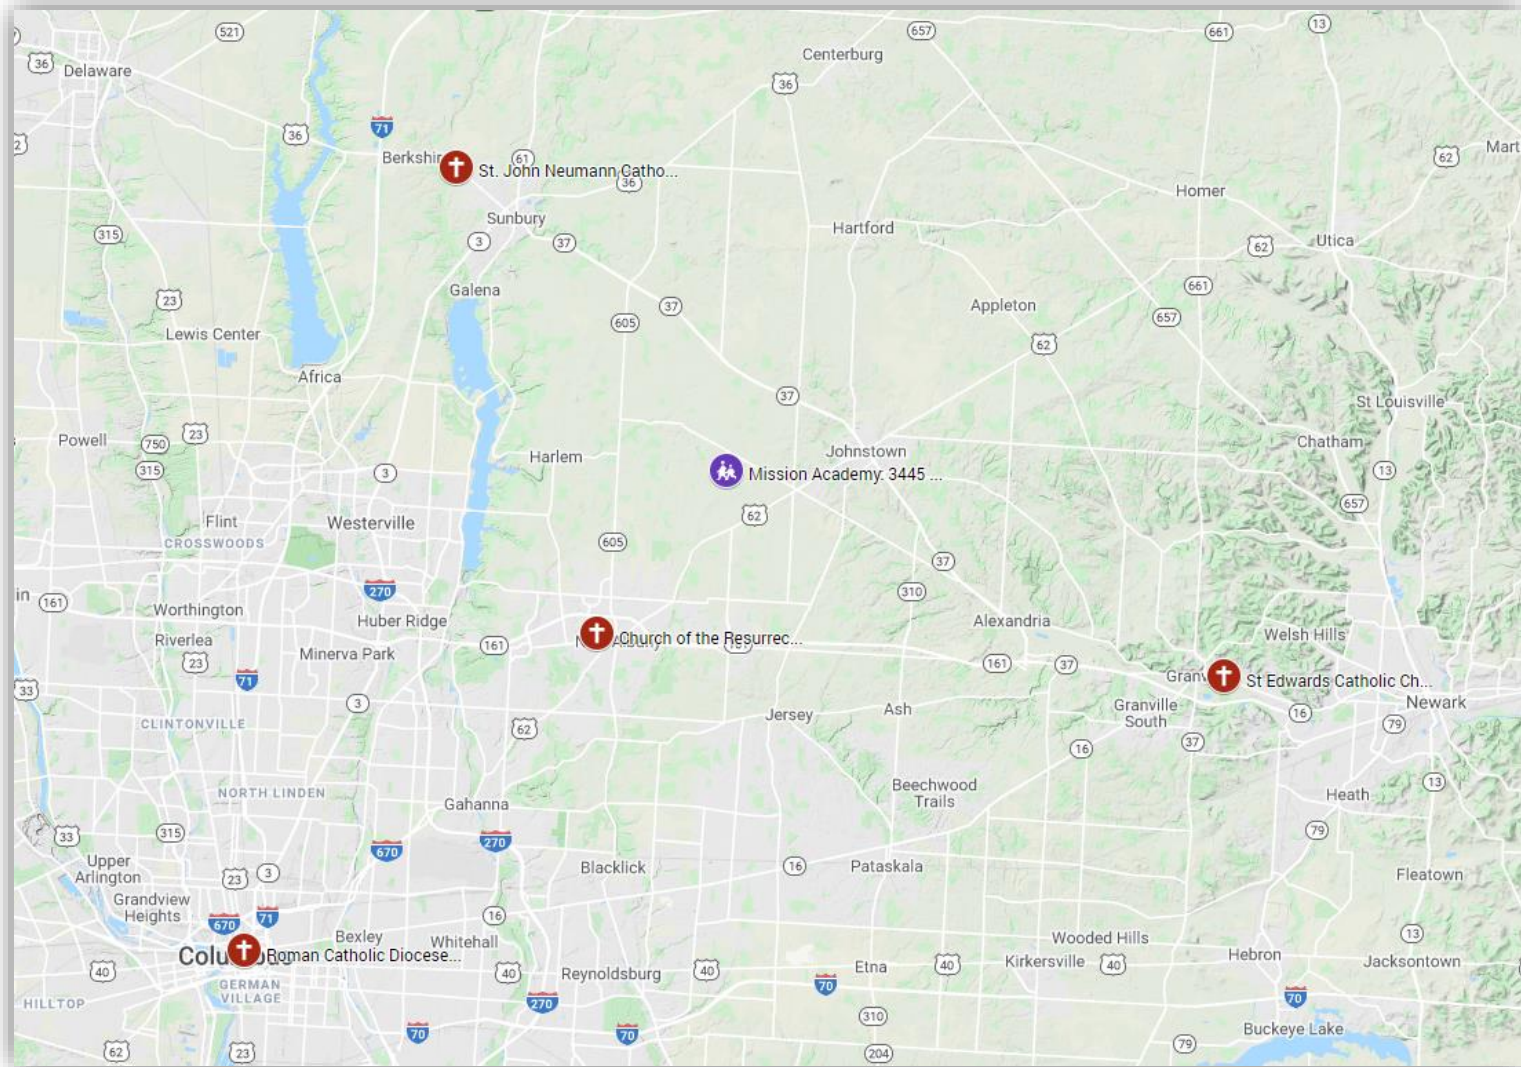 521
13
657
661
36
Centerburg
Delaware
36
71
36
62
Berkshir
61
St. John Neumann Catho...
36
Homer
Sunbury
Hartford
315
3
37
62
Utica
Galena
661
23
37
Appleton
605
657
Lewis Center
62
Africa
37
St Louisville
23
Powell
750
Chatham
Johnstown
Harlem
315
3
13
Mission Academy: 3445 ...
657
62
Flint
Westerville
CROSSWOODS
605
37
270
310
161
Worthington
Huber Ridge
Alexandria
Welsh Hills
Riverlea
Church of the Resurrec...
161
Minerva Park
23
161
37
71
St Edwards Catholic Ch...
33
3
Granville
South
Newark
Jersey
Ash
16
CLINTONVILLE
62
79
37
16
Beechwood
Trails
13
NORTH LINDEN
Heath
Gahanna
33
315
79
270
670
Upper
Arlington
Blacklick
16
Pataskala
23
3
Fleatown
Grandview
Heights
16
71
670
13
Bexley
Whitehall
Wooded Hills
Roman Catholic Diocese...
Hebron
Kirkersville
Jacksontown
40
40
Reynoldsburg
40
Etna
40
40
GERMAN
VILLAGE
70
HILLTOP
270
70
310
Buckeye Lake
70
70
79
62
23
204